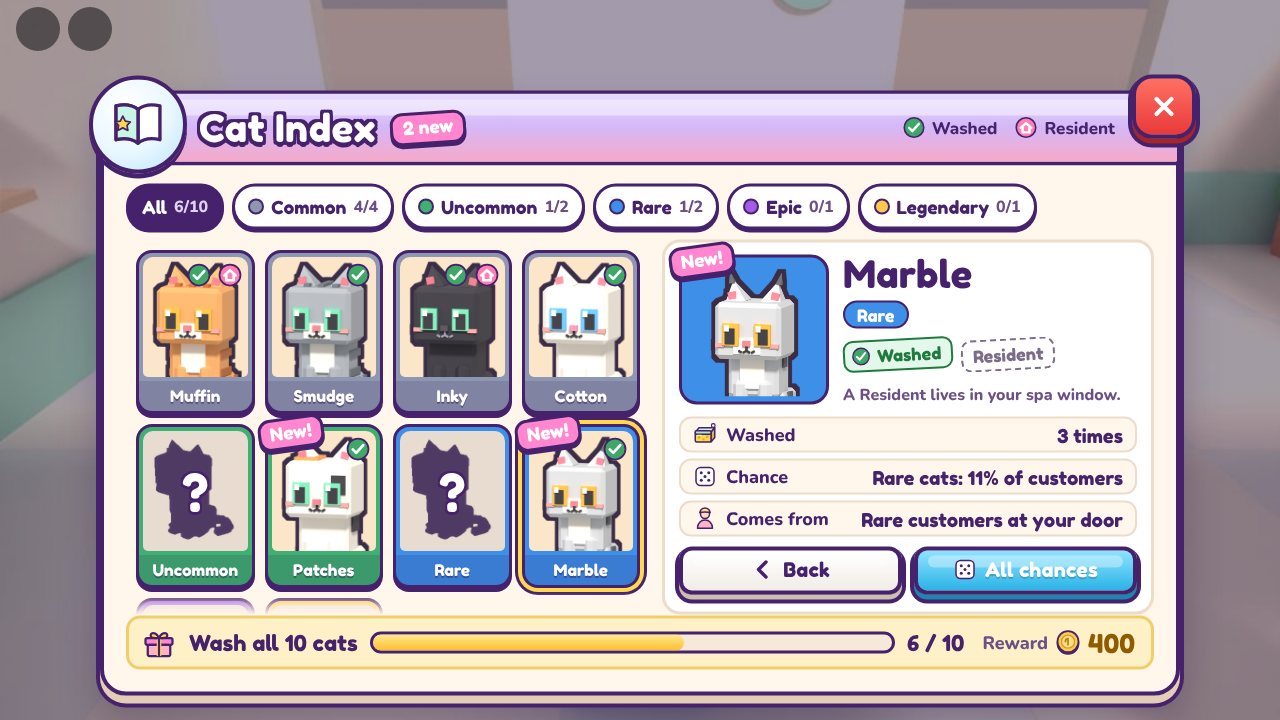 Cat Index
2 new
Washed
Resident
All 6/10
Common 4/4
Uncommon 1/2
Rare 1/2
Epic 0/1
Legendary 0/1
Muffin
Smudge
Inky
Cotton
?
Uncommon
New!
Patches
?
Rare
New!
Marble
New!
Marble
Rare
Washed
Resident
A Resident lives in your spa window.
Washed 3 times
Chance Rare cats: 11% of customers
Comes from Rare customers at your door
Back
All chances
Wash all 10 cats 6 / 10 Reward 1 400